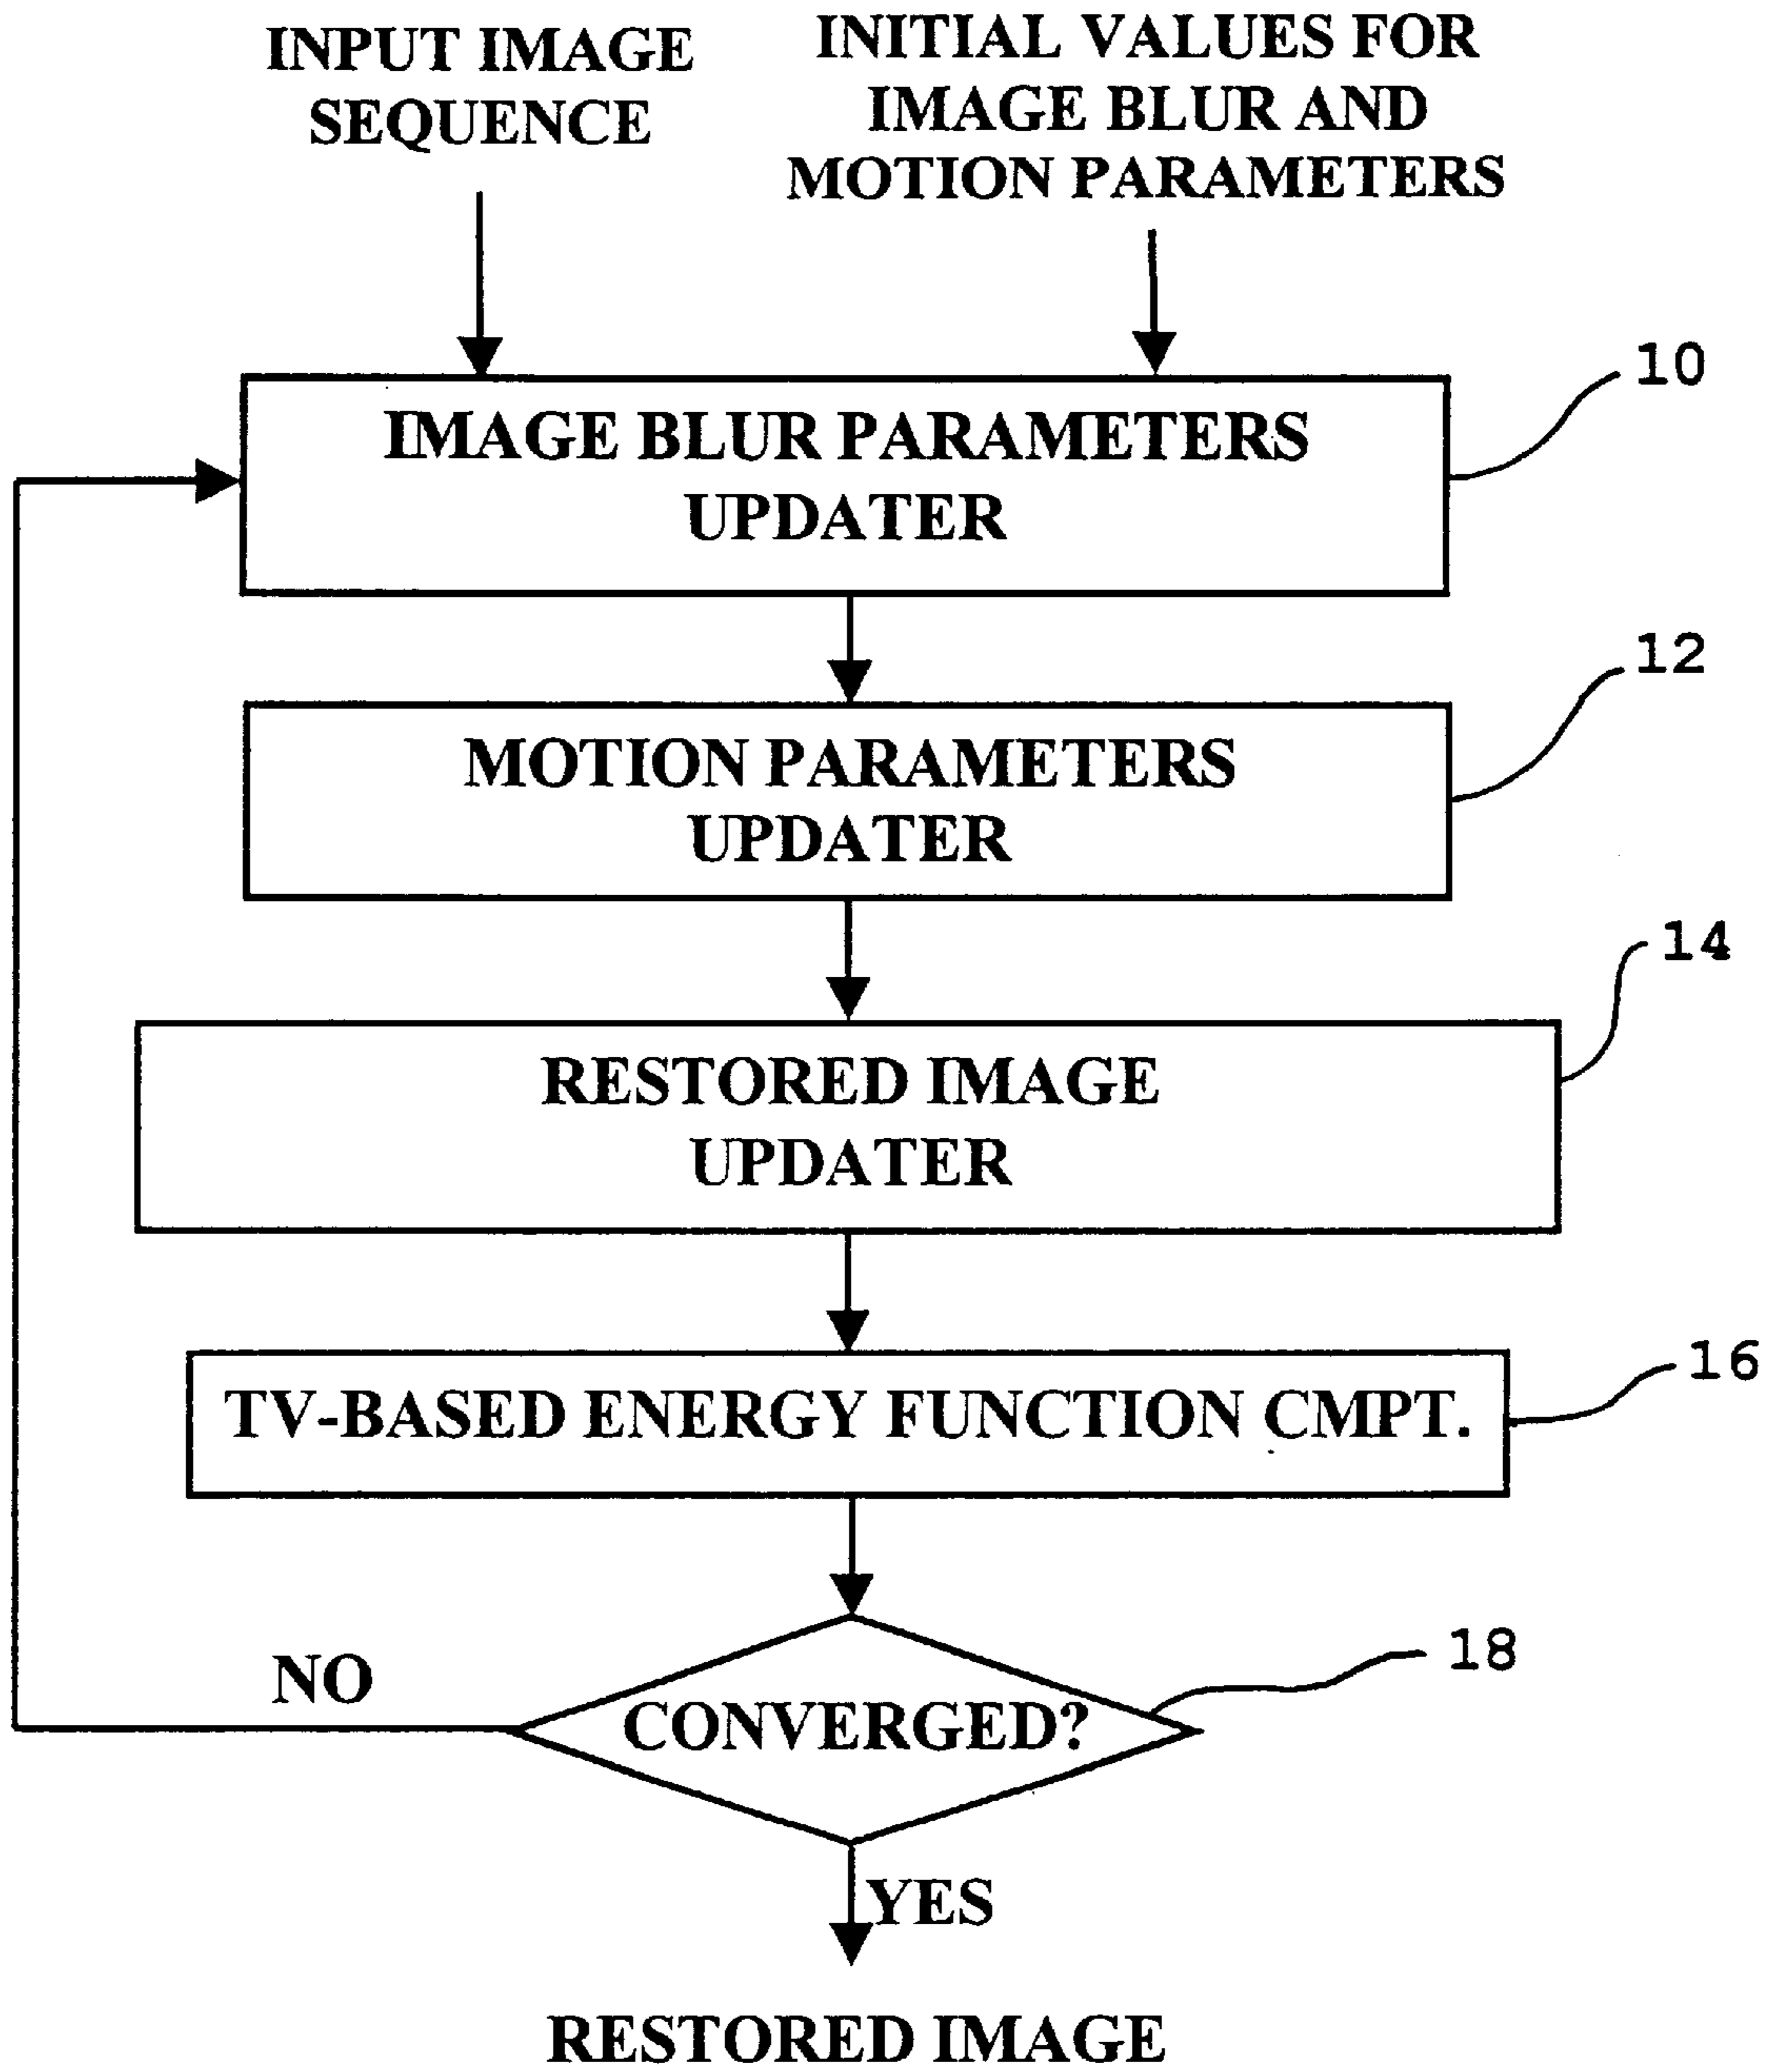 INPUT IMAGE
SEQUENCE
INITIAL VALUES FOR
IMAGE BLUR AND
MOTION PARAMETERS
10
IMAGE BLUR PARAMETERS
UPDATER
12
MOTION PARAMETERS
UPDATER
14
RESTORED IMAGE
UPDATER
16
TV-BASED ENERGY FUNCTION CMPT.
18
NO
CONVERGED?
YES
RESTORED IMAGE